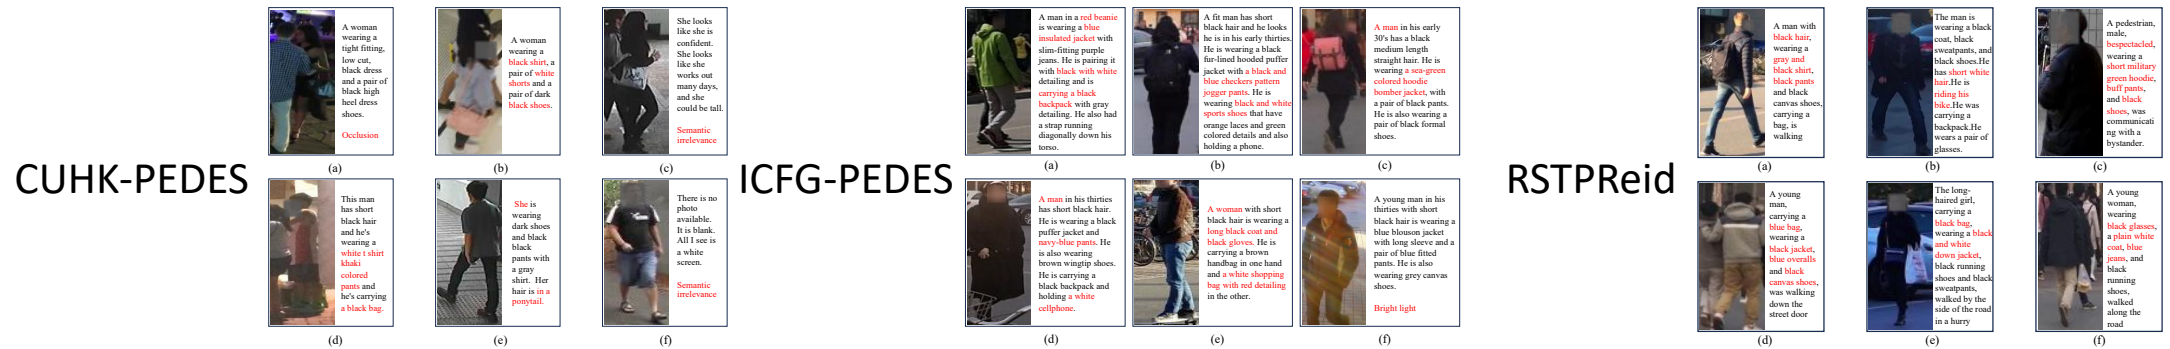 CUHK-PEDES
A woman
wearing a
tight fitting,
low cut,
black dress
and a pair of
black high
heel dress
shoes.
Occlusion
(a)
A woman
wearing a
black shirt, a
pair of white
shorts and a
pair of dark
black shoes.
(b)
She looks
like she is
confident.
She looks
like she
works out
many days,
and she
could be tall.
Semantic
irrelevance
(c)
This man
has short
black hair
and he's
wearing a
white t shirt
khaki
colored
pants and
he's carrying
a black bag.
(d)
She is
wearing
dark shoes
and black
black
pants with
a gray
shirt. Her
hair is in a
ponytail.
(e)
There is no
photo
available.
It is blank.
All I see is
a white
screen.
Semantic
irrelevance
(f)
ICFG-PEDES
A man in a red beanie
is wearing a blue
insulated jacket with
slim-fitting purple
jeans. He is pairing it
with black with white
detailing and is
carrying a black
backpack with gray
detailing. He also had
a strap running
diagonally down his
torso.
(a)
A fit man has short
black hair and he looks
he is in his early thirties.
He is wearing a black
fur-lined hooded puffer
jacket with a black and
blue checkers pattern
jogger pants. He is
wearing black and white
sports shoes that have
orange laces and green
colored details and also
holding a phone.
(b)
A man in his early
30's has a black
medium length
straight hair. He is
wearing a sea-green
colored hoodie
bomber jacket, with
a pair of black pants.
He is also wearing a
pair of black formal
shoes.
(c)
A man in his thirties
has short black hair.
He is wearing a black
puffer jacket and
navy-blue pants. He
is also wearing
brown wingtip shoes.
He is carrying a
black backpack and
holding a white
cellphone.
(d)
A woman with short
black hair is wearing a
long black coat and
black gloves. He is
carrying a brown
handbag in one hand
and a white shopping
bag with red detailing
in the other.
(e)
A young man in his
thirties with short
black hair is wearing a
blue blouson jacket
with long sleeve and a
pair of blue fitted
pants. He is also
wearing grey canvas
shoes.
Bright light
(f)
RSTPReid
A man with
black hair,
wearing a
gray and
black shirt,
black pants
and black
canvas shoes,
carrying a
bag, is
walking
(a)
The man is
wearing a black
coat, black
sweatpants, and
black shoes.He
has short white
hair.He is
riding his
bike.He was
carrying a
backpack.He
wears a pair of
glasses.
(b)
A pedestrian,
male,
bespectacled,
wearing a
short military
green hoodie,
buff pants,
and black
shoes, was
communicati
ng with a
bystander.
(c)
A young
man,
carrying a
blue bag,
wearing a
black jacket,
blue overalls
and black
canvas shoes,
was walking
down the
street door
(d)
The long-
haired girl,
carrying a
black bag,
wearing a black
and white
down jacket,
black running
shoes and black
sweatpants,
walked by the
side of the road
in a hurry
(e)
A young
woman,
wearing
black glasses,
a plain white
coat, blue
jeans, and
black
running
shoes,
walked
along the
road
(f)